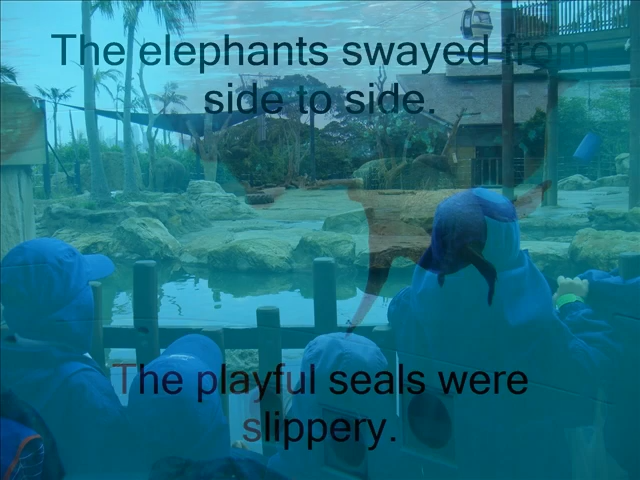 The elephants swayed from
side to side.
The playful seals were
slippery.